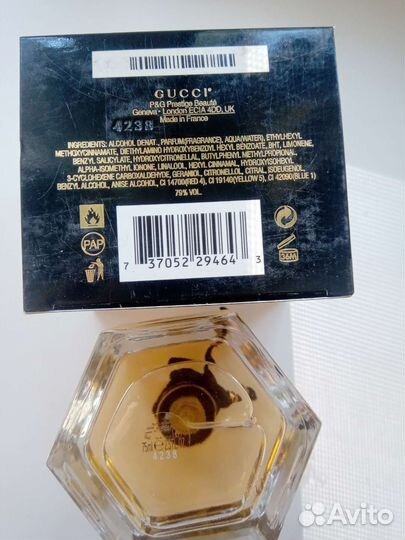 GUCCI
P&G Prestige Beauté
Geneva - London EC1A 4DD, UK
Made in France
4238
INGREDIENTS: ALCOHOL DENAT., PARFUM(FRAGRANCE), AQUA(WATER), ETHYLHEXYL
METHOXYCINNAMATE, DIETHYLAMINO HYDROXYBENZOYL HEXYL BENZOATE, BHT, LIMONENE,
BENZYL SALICYLATE, HYDROXYCITRONELLAL, BUTYLPHENYL METHYLPROPIONAL,
ALPHA-ISOMETHYL IONONE, LINALOOL, HEXYL CINNAMAL, HYDROXYISOHEXYL
3-CYCLOHEXENE CARBOXALDEHYDE, GERANIOL, CITRONELLOL, CITRAL, ISOEUGENOL,
BENZYL ALCOHOL, ANISE ALCOHOL, CI 14700(RED 4), CI 19140(YELLOW 5), CI 42090(BLUE 1)
79% VOL.
PAP
7 37052 29464 3
36M
75ml
4238
Avito